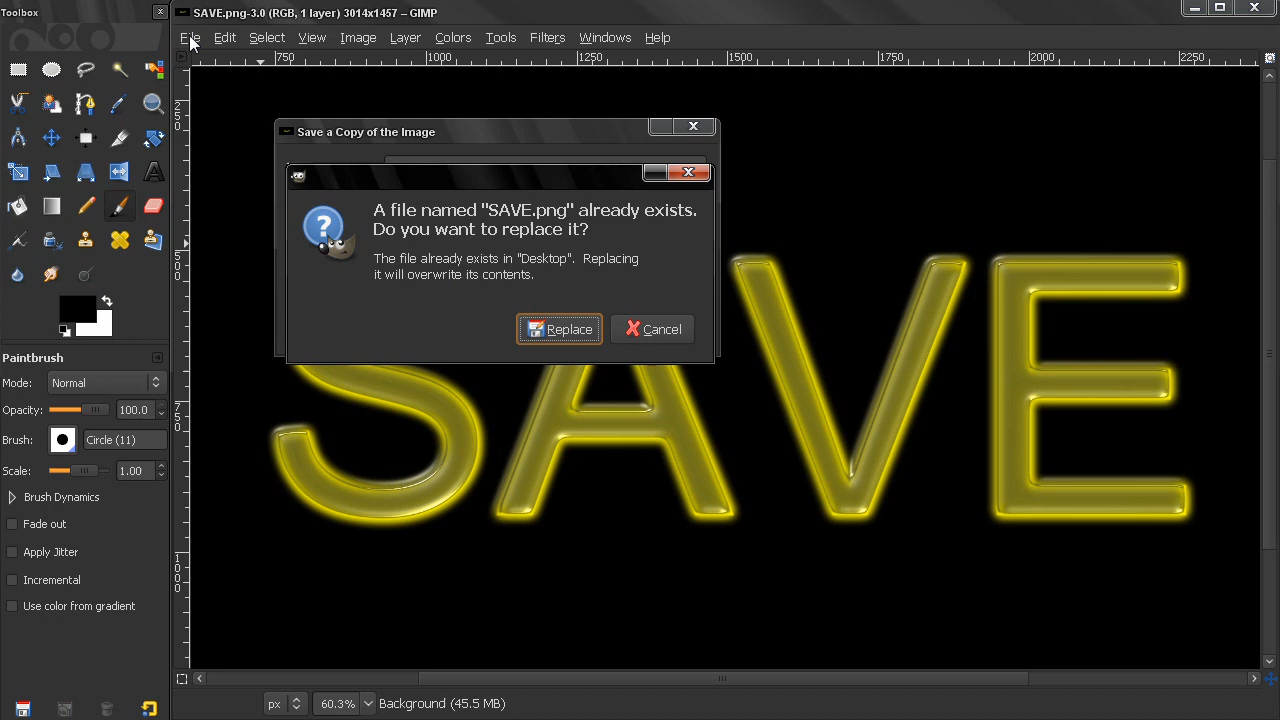 Toolbox
SAVE.png-3.0 (RGB, 1 layer) 3014x1457 – GIMP
File Edit Select View Image Layer Colors Tools Filters Windows Help
750 1000 1250 1500 1750 2000 2250
250
500
750
1000
Save a Copy of the Image
A file named "SAVE.png" already exists.
Do you want to replace it?
The file already exists in "Desktop". Replacing
it will overwrite its contents.
Replace Cancel
SAVE
Paintbrush
Mode: Normal
Opacity: 100.0
Brush: Circle (11)
Scale: 1.00
Brush Dynamics
Fade out
Apply Jitter
Incremental
Use color from gradient
px 60.3% Background (45.5 MB)